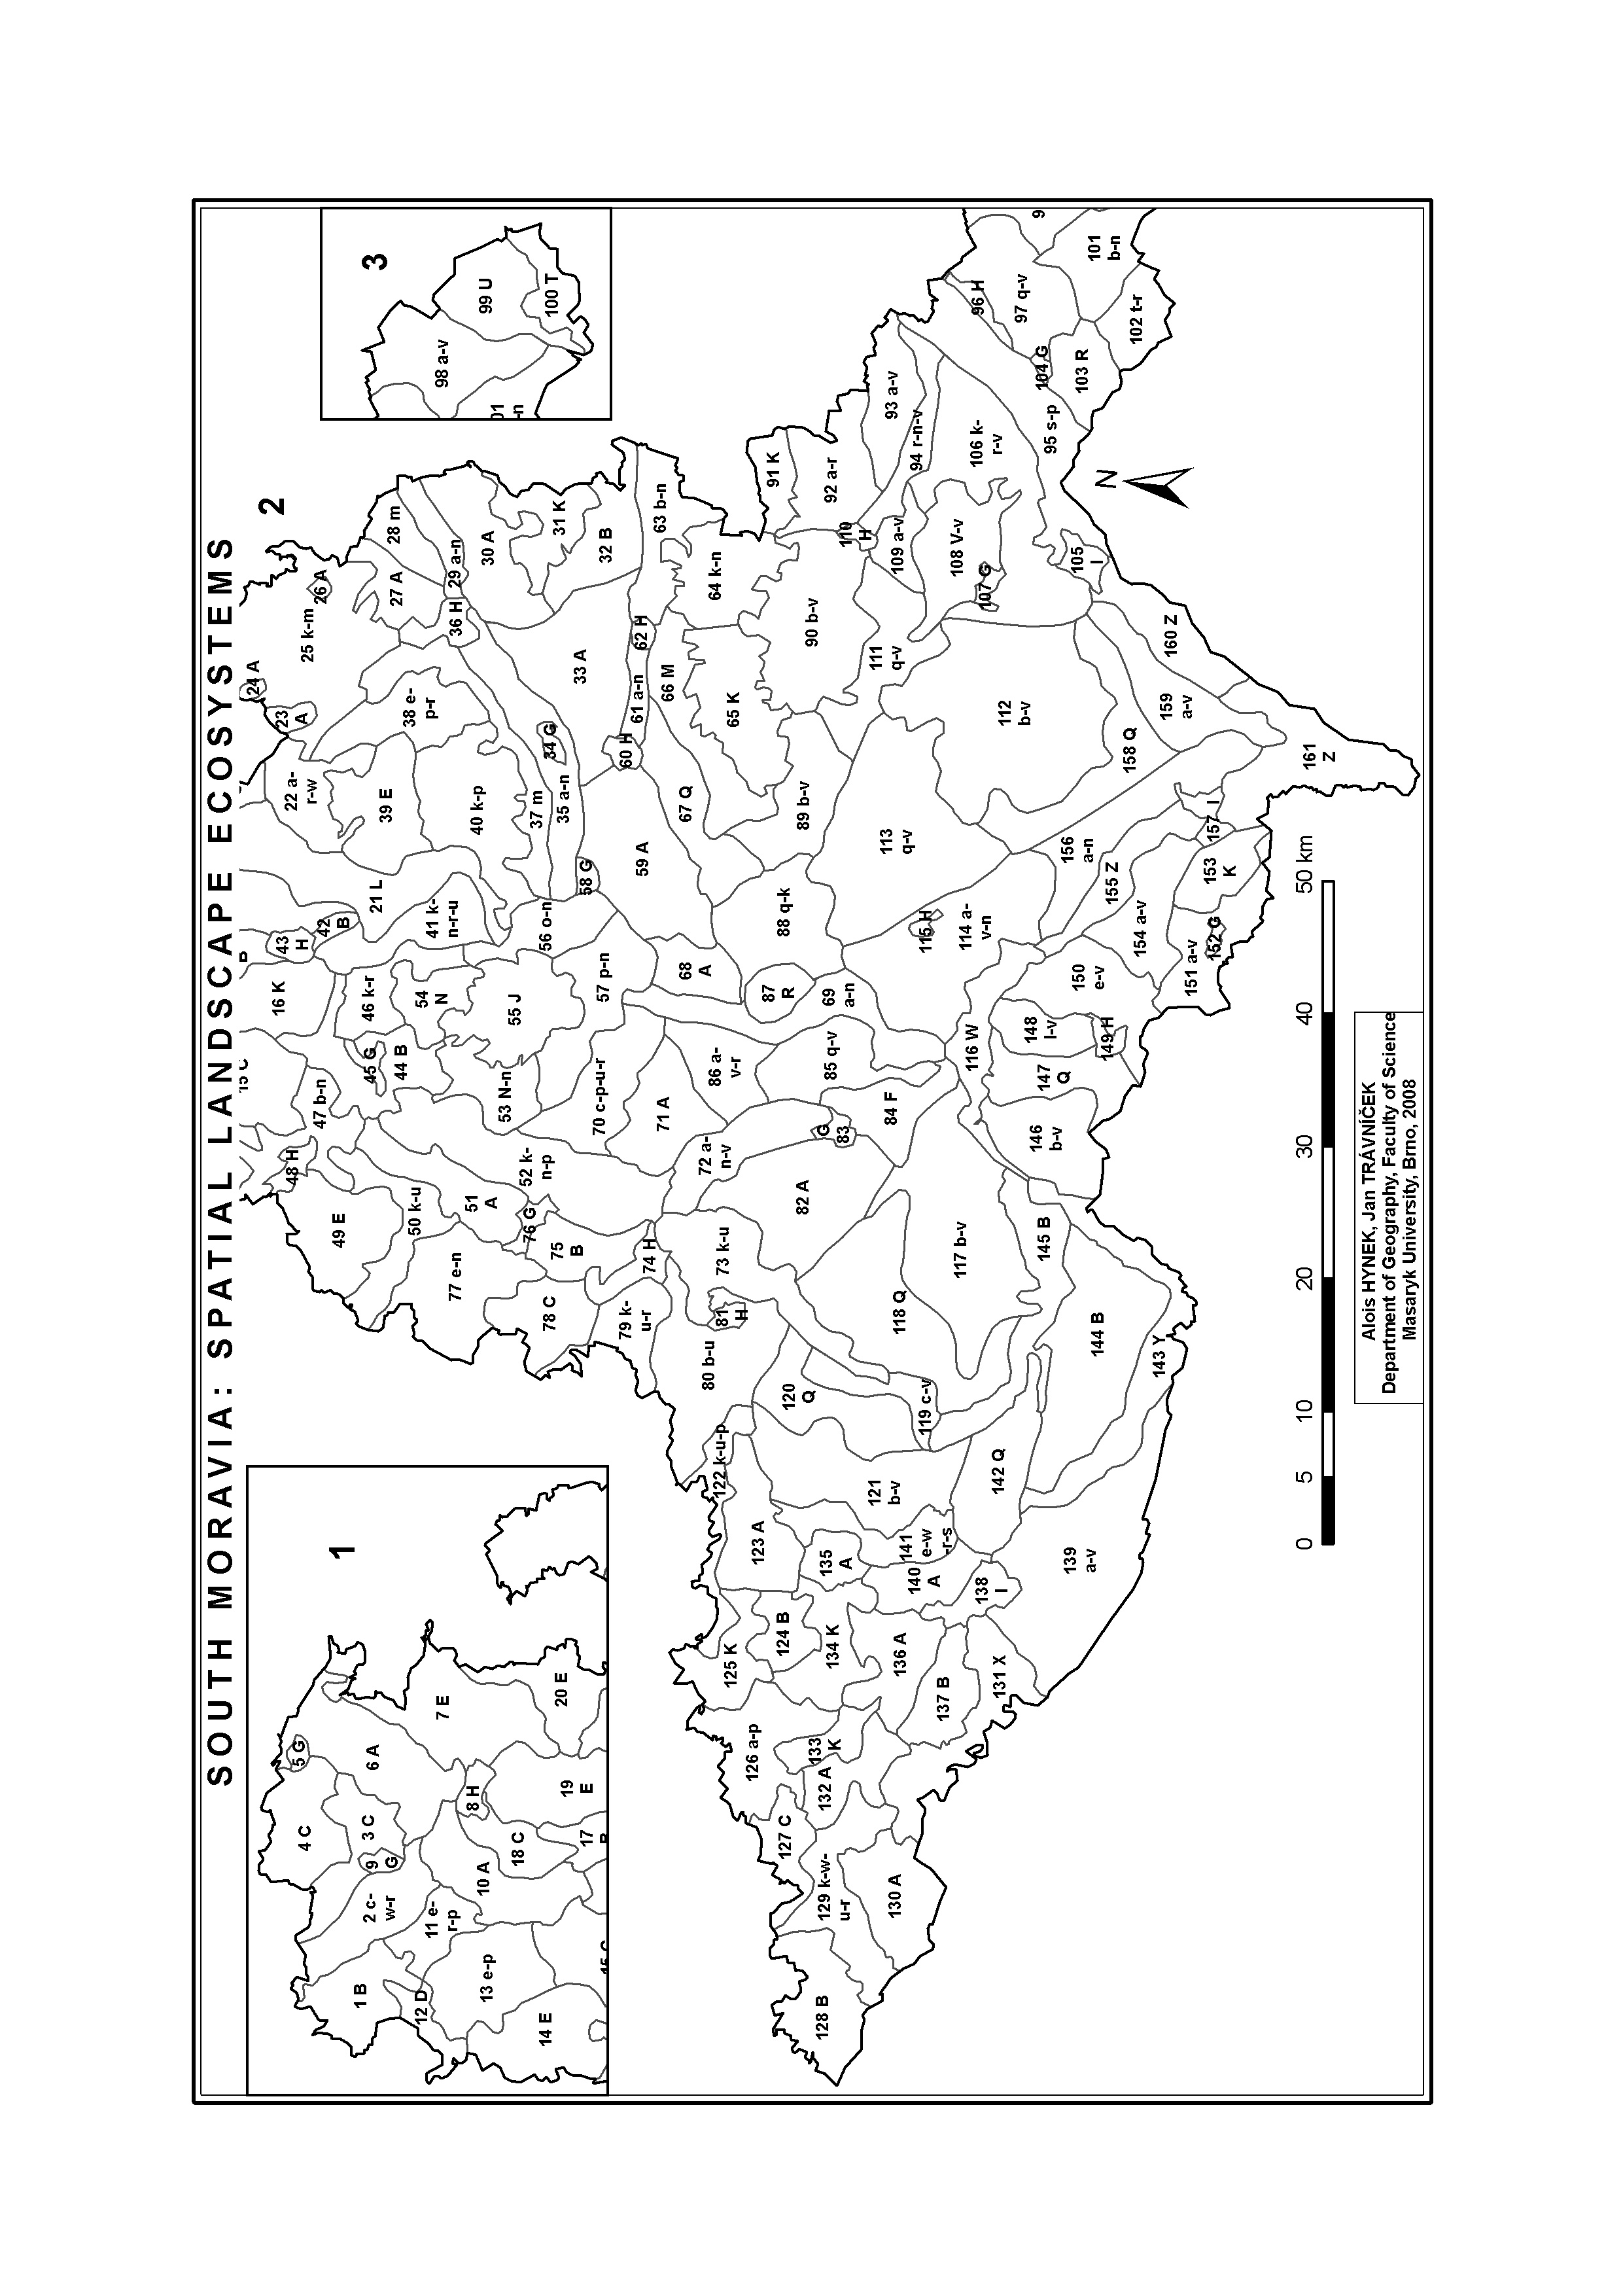 SOUTH MORAVIA: SPATIAL LANDSCAPE ECOSYSTEMS
1
1 B
2 c-
w-r
3 C
4 C
5 G
6 A
7 E
8 H
9
G
10 A
11 e-
r-p
12 D
13 e-p
14 E
18 C
17
19
E
20 E
2
15 C
16 K
21 L
22 a-
r-w
23
A
24 A
25 k-m
26 A
27 A
28 m
29 a-n
30 A
31 K
32 B
33 A
34 G
35 a-n
36 H
37 m
38 e-
p-r
39 E
40 k-p
41 k-
n-r-u
42
B
43
H
44 B
45 G
46 k-r
47 b-n
48 H
49 E
50 k-u
51
A
52 k-
n-p
53 N-n
54
N
55 J
56 o-n
57 p-n
58 G
59 A
60 H
61 a-n
62 H
63 b-n
64 k-n
65 K
66 M
67 Q
68
A
69
a-n
70 c-p-u-r
71 A
72 a-
n-v
73 k-u
74 H
75
B
76 G
77 e-n
78 C
79 k-
u-r
80 b-u
81
H
82 A
G
83
84 F
85 q-v
86 a-
v-r
87
R
88 q-k
89 b-v
90 b-v
91 K
92 a-r
93 a-v
94 r-n-v
95 s-p
96 H
97 q-v
9
101
b-n
102 t-r
103 R
104 G
105
I
106 k-
r-v
107 G
108 V-v
109 a-v
110
H
111
q-v
112
b-v
113
q-v
114 a-
v-n
115 H
116 W
117 b-v
118 Q
119 c-v
120
Q
121
b-v
122 k-u-p
123 A
124 B
125 K
126 a-p
127 C
128 B
129 k-w-
u-r
130 A
131 X
132 A
133
K
134 K
135
A
136 A
137 B
138
I
139
a-v
140
A
141
e-w
-r-s
142 Q
143 Y
144 B
145 B
146
b-v
147
Q
148
l-v
149 H
150
e-v
151 a-v
152 G
153
K
154 a-v
155 Z
156
a-n
157 I
158 Q
159
a-v
160 Z
161
Z
3
98 a-v
99 U
100 T
01
-n
N
0 5 10 20 30 40 50 km
Alois HYNEK, Jan TRÁVNÍČEK
Department of Geography, Faculty of Science
Masaryk University, Brno, 2008